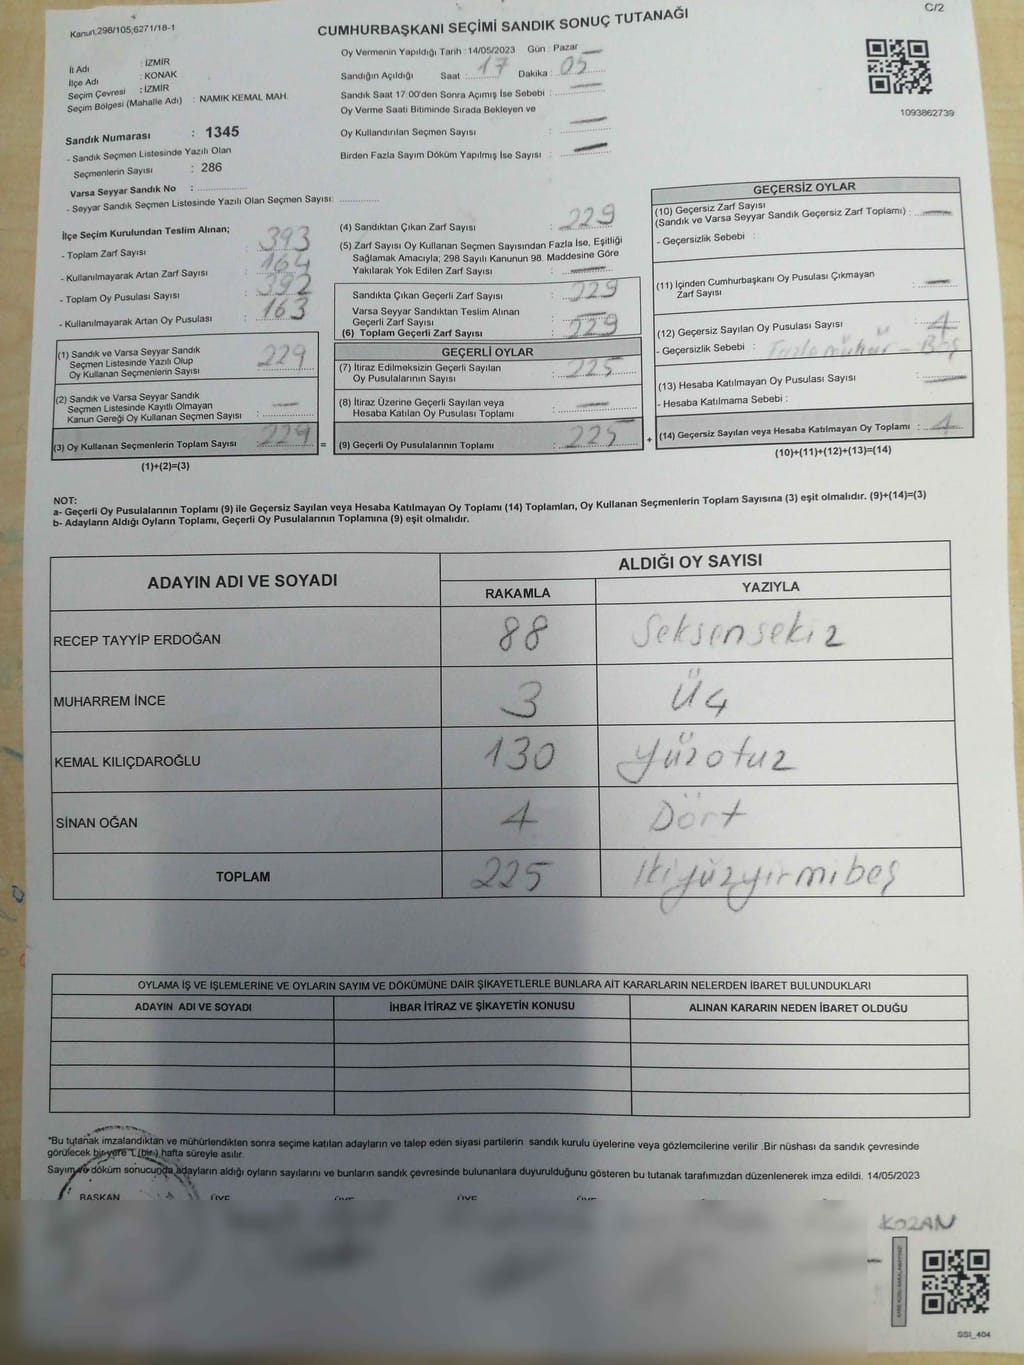 Kanun,298/105;6271/18-1
C/2
CUMHURBAŞKANI SEÇİMİ SANDIK SONUÇ TUTANAĞI
İl Adı : İZMİR
İlçe Adı : KONAK
Seçim Çevresi : İZMİR
Seçim Bölgesi (Mahalle Adı) : NAMIK KEMAL MAH.
Sandık Numarası : 1345
- Sandık Seçmen Listesinde Yazılı Olan
Seçmenlerin Sayısı : 286
Varsa Seyyar Sandık No :
- Seyyar Sandık Seçmen Listesinde Yazılı Olan Seçmen Sayısı:
Oy Vermenin Yapıldığı Tarih : 14/05/2023 Gün : Pazar
Sandığın Açıldığı Saat : 17 Dakika : 05
Sandık Saat 17:00'den Sonra Açımış İse Sebebi : —
Oy Verme Saati Bitiminde Sırada Bekleyen ve
Oy Kullandırılan Seçmen Sayısı : —
Birden Fazla Sayım Döküm Yapılmış İse Sayısı : —
1093862739
İlçe Seçim Kurulundan Teslim Alınan;
- Toplam Zarf Sayısı : 393
- Kullanılmayarak Artan Zarf Sayısı : 164
- Toplam Oy Pusulası Sayısı : 392
- Kullanılmayarak Artan Oy Pusulası : 163
(1) Sandık ve Varsa Seyyar Sandık
Seçmen Listesinde Yazılı Olup
Oy Kullanan Seçmenlerin Sayısı : 229
(2) Sandık ve Varsa Seyyar Sandık
Seçmen Listesinde Kayıtlı Olmayan
Kanun Gereği Oy Kullanan Seçmen Sayısı : —
(3) Oy Kullanan Seçmenlerin Toplam Sayısı : 229 =
(1)+(2)=(3)
(4) Sandıktan Çıkan Zarf Sayısı : 229
(5) Zarf Sayısı Oy Kullanan Seçmen Sayısından Fazla İse, Eşitliği
Sağlamak Amacıyla; 298 Sayılı Kanunun 98. Maddesine Göre
Yakılarak Yok Edilen Zarf Sayısı : —
Sandıkta Çıkan Geçerli Zarf Sayısı : 229
Varsa Seyyar Sandıktan Teslim Alınan
Geçerli Zarf Sayısı : —
(6) Toplam Geçerli Zarf Sayısı : 229
GEÇERLİ OYLAR
(7) İtiraz Edilmeksizin Geçerli Sayılan
Oy Pusulalarının Sayısı : 225
(8) İtiraz Üzerine Geçerli Sayılan veya
Hesaba Katılan Oy Pusulası Toplamı : —
(9) Geçerli Oy Pusulalarının Toplamı : 225 +
GEÇERSİZ OYLAR
(10) Geçersiz Zarf Sayısı
(Sandık ve Varsa Seyyar Sandık Geçersiz Zarf Toplamı) : —
- Geçersizlik Sebebi :
(11) İçinden Cumhurbaşkanı Oy Pusulası Çıkmayan
Zarf Sayısı : —
(12) Geçersiz Sayılan Oy Pusulası Sayısı : 4
- Geçersizlik Sebebi : Fazla mühür - Boş
(13) Hesaba Katılmayan Oy Pusulası Sayısı : —
- Hesaba Katılmama Sebebi :
(14) Geçersiz Sayılan veya Hesaba Katılmayan Oy Toplamı : 4
(10)+(11)+(12)+(13)=(14)
NOT:
a- Geçerli Oy Pusulalarının Toplamı (9) ile Geçersiz Sayılan veya Hesaba Katılmayan Oy Toplamı (14) Toplamları, Oy Kullanan Seçmenlerin Toplam Sayısına (3) eşit olmalıdır. (9)+(14)=(3)
b- Adayların Aldığı Oyların Toplamı, Geçerli Oy Pusulalarının Toplamına (9) eşit olmalıdır.
ADAYIN ADI VE SOYADI ALDIĞI OY SAYISI
RAKAMLA YAZIYLA
RECEP TAYYİP ERDOĞAN 88 Seksensekiz
MUHARREM İNCE 3 Üç
KEMAL KILIÇDAROĞLU 130 yüzotuz
SİNAN OĞAN 4 Dört
TOPLAM 225 İkiyüzyirmibeş
OYLAMA İŞ VE İŞLEMLERİNE VE OYLARIN SAYIM VE DÖKÜMÜNE DAİR ŞİKAYETLERLE BUNLARA AİT KARARLARIN NELERDEN İBARET BULUNDUKLARI
ADAYIN ADI VE SOYADI İHBAR İTİRAZ VE ŞİKAYETİN KONUSU ALINAN KARARIN NEDEN İBARET OLDUĞU
"Bu tutanak imzalandıktan ve mühürlendikten sonra seçime katılan adayların ve talep eden siyasi partilerin sandık kurulu üyelerine veya gözlemcilerine verilir .Bir nüshası da sandık çevresinde
görülecek bir yere 1 (bir ) hafta süreyle asılır.
Sayım ve döküm sonucunda adayların aldığı oyların sayılarını ve bunların sandık çevresinde bulunanlara duyurulduğunu gösteren bu tutanak tarafımızdan düzenlenerek imza edildi. 14/05/2023
BAŞKAN ÜYE ÜYE ÜYE ÜYE
KOZAN
SSI_404